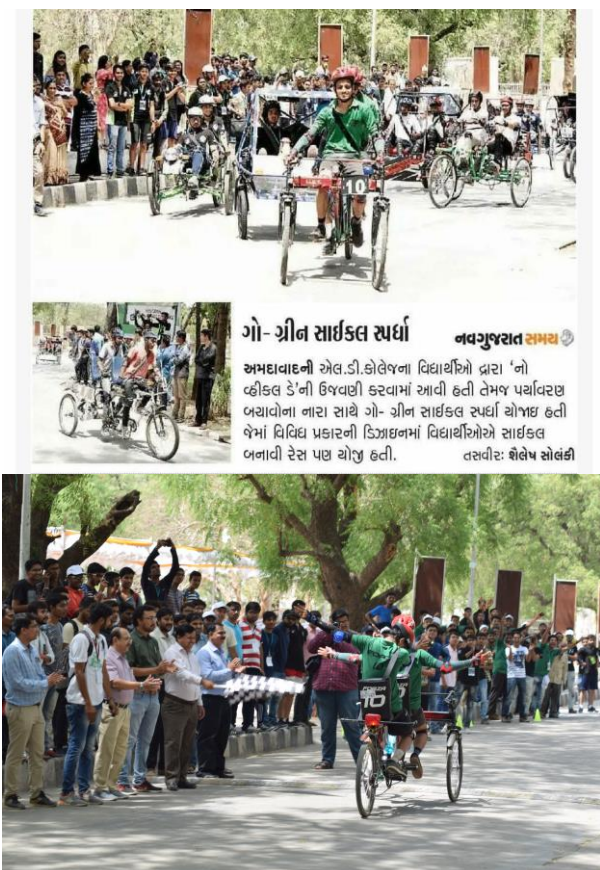 10
ગો- ગ્રીન સાઈકલ સ્પર્ધા
નવગુજરાત સમય
અમદાવાદની એલ.ડી.કોલેજના વિદ્યાર્થીઓ દ્વારા ‘નો
વ્હીકલ ડે’ની ઉજવણી કરવામાં આવી હતી તેમજ પર્યાવરણ
બચાવોના નારા સાથે ગો- ગ્રીન સાઈકલ સ્પર્ધા યોજાઇ હતી
જેમાં વિવિધ પ્રકારની ડિઝાઇનમાં વિદ્યાર્થીઓએ સાઈકલ
બનાવી રેસ પણ યોજી હતી.
તસવીર: શૈલેષ સોલંકી
10